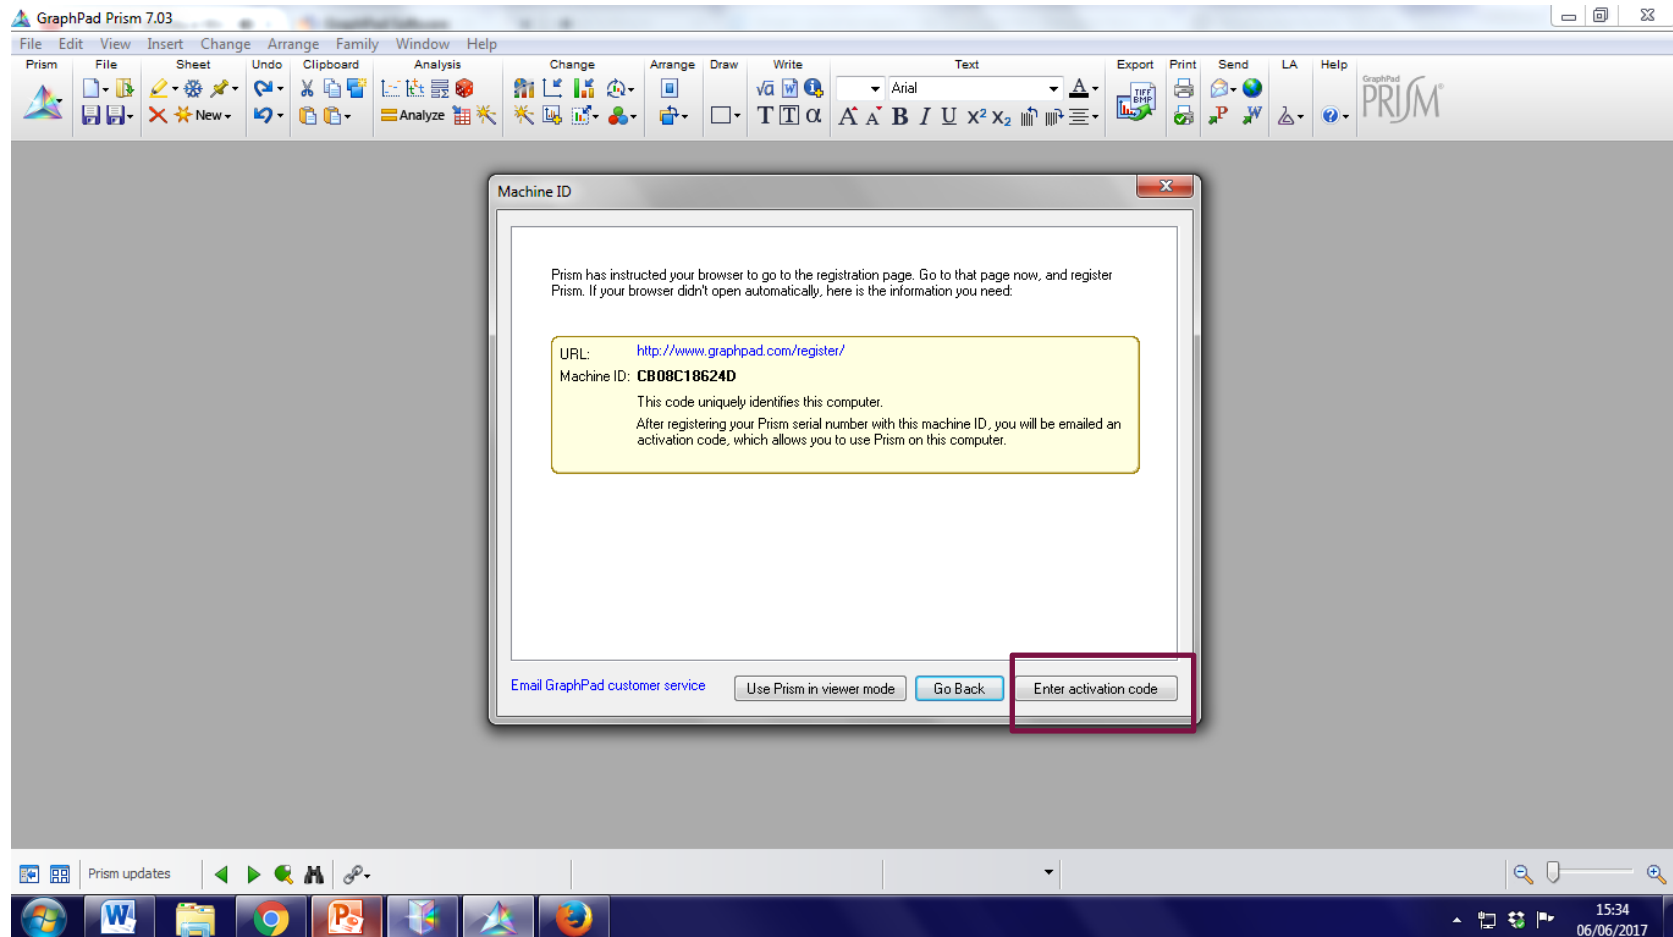 GraphPad Prism 7.03
File Edit View Insert Change Arrange Family Window Help
Prism File Sheet Undo Clipboard Analysis Change Arrange Draw Write Text Export Print Send LA Help
√α W Arial A TIFF BMP GraphPad PRISM®
New Analyze T T α A A B I U X² X₂ P W
Machine ID
Prism has instructed your browser to go to the registration page. Go to that page now, and register
Prism. If your browser didn't open automatically, here is the information you need:
URL: http://www.graphpad.com/register/
Machine ID: CB08C18624D
This code uniquely identifies this computer.
After registering your Prism serial number with this machine ID, you will be emailed an
activation code, which allows you to use Prism on this computer.
Email GraphPad customer service Use Prism in viewer mode Go Back Enter activation code
Prism updates
15:34
06/06/2017